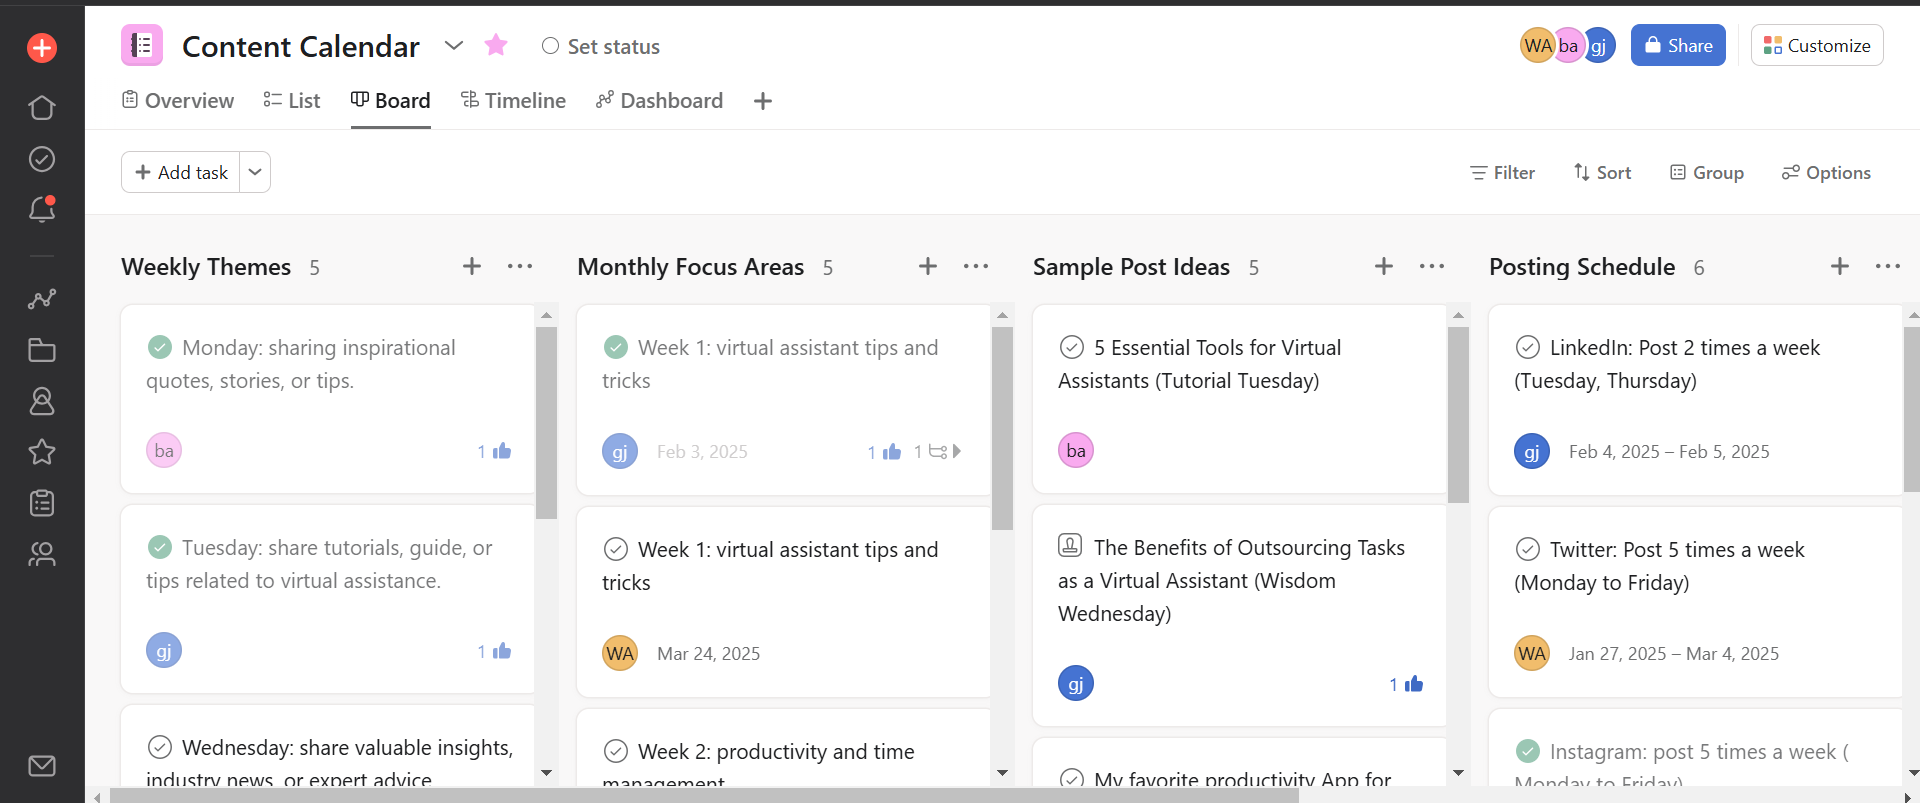 Content Calendar
Set status
WA
ba
gj
Share
Customize
Overview
List
Board
Timeline
Dashboard
Add task
Filter
Sort
Group
Options
Weekly Themes 5
Monday: sharing inspirational
quotes, stories, or tips.
ba
1
Tuesday: share tutorials, guide, or
tips related to virtual assistance.
gj
1
Wednesday: share valuable insights,
industry news, or expert advice
Monthly Focus Areas 5
Week 1: virtual assistant tips and
tricks
gj
Feb 3, 2025
1
1
Week 1: virtual assistant tips and
tricks
WA
Mar 24, 2025
Week 2: productivity and time
management
Sample Post Ideas 5
5 Essential Tools for Virtual
Assistants (Tutorial Tuesday)
ba
The Benefits of Outsourcing Tasks
as a Virtual Assistant (Wisdom
Wednesday)
gj
1
My favorite productivity App for
Posting Schedule 6
LinkedIn: Post 2 times a week
(Tuesday, Thursday)
gj
Feb 4, 2025 – Feb 5, 2025
Twitter: Post 5 times a week
(Monday to Friday)
WA
Jan 27, 2025 – Mar 4, 2025
Instagram: post 5 times a week (
Monday to Friday)